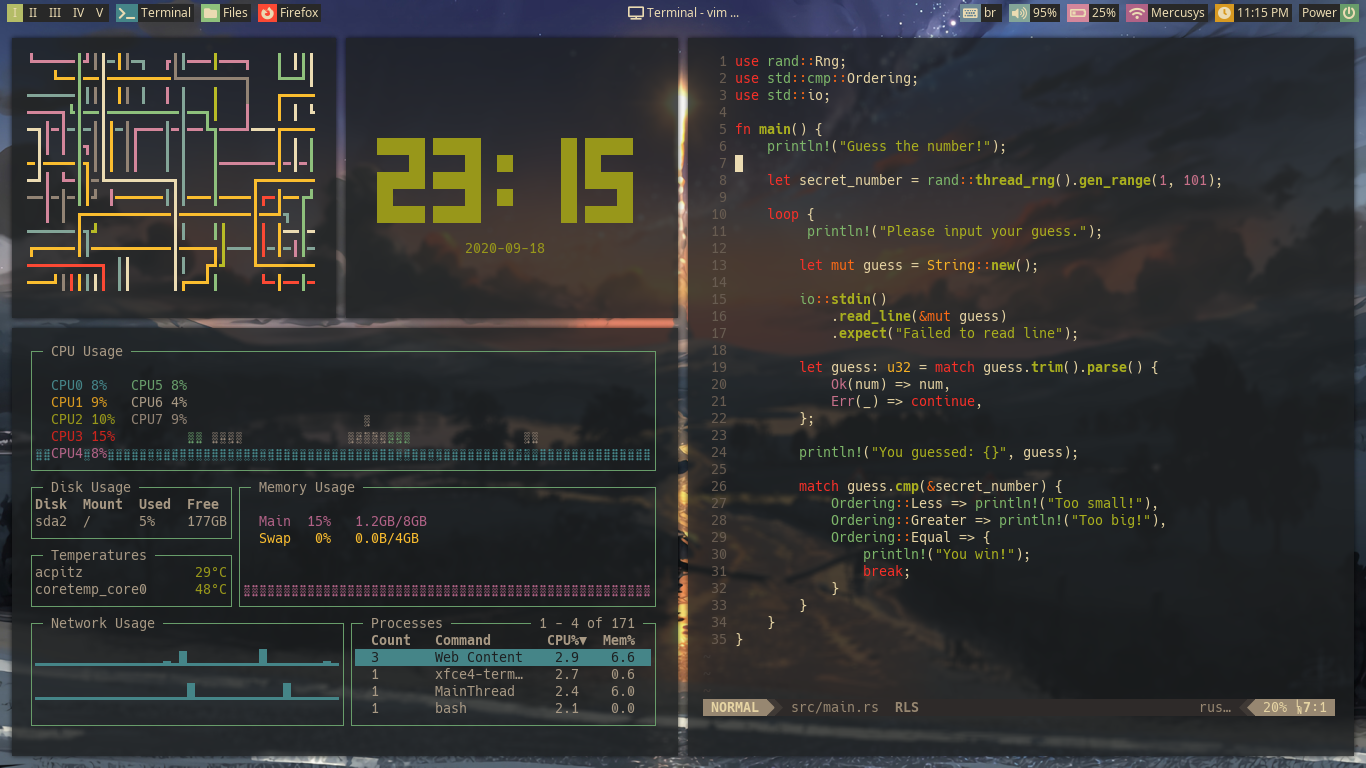 I II III IV V Terminal Files Firefox Terminal - vim ... br 95% 25% Mercusys 11:15 PM Power
23:15
2020-09-18
CPU Usage
CPU0 8% CPU5 8%
CPU1 9% CPU6 4%
CPU2 10% CPU7 9%
CPU3 15%
CPU4 8%
Disk Usage
Disk Mount Used Free
sda2 / 5% 177GB
Temperatures
acpitz 29°C
coretemp_core0 48°C
Memory Usage
Main 15% 1.2GB/8GB
Swap 0% 0.0B/4GB
Network Usage
Processes 1 - 4 of 171
Count Command CPU%▼ Mem%
3 Web Content 2.9 6.6
1 xfce4-term… 2.7 0.6
1 MainThread 2.4 6.0
1 bash 2.1 0.0
1 use rand::Rng;
2 use std::cmp::Ordering;
3 use std::io;
4
5 fn main() {
6     println!("Guess the number!");
7
8     let secret_number = rand::thread_rng().gen_range(1, 101);
9
10     loop {
11          println!("Please input your guess.");
12
13         let mut guess = String::new();
14
15         io::stdin()
16             .read_line(&mut guess)
17             .expect("Failed to read line");
18
19         let guess: u32 = match guess.trim().parse() {
20             Ok(num) => num,
21             Err(_) => continue,
22         };
23
24         println!("You guessed: {}", guess);
25
26         match guess.cmp(&secret_number) {
27             Ordering::Less => println!("Too small!"),
28             Ordering::Greater => println!("Too big!"),
29             Ordering::Equal => {
30                 println!("You win!");
31                 break;
32             }
33         }
34     }
35 }
NORMAL src/main.rs RLS rus… 20% ␤7:1